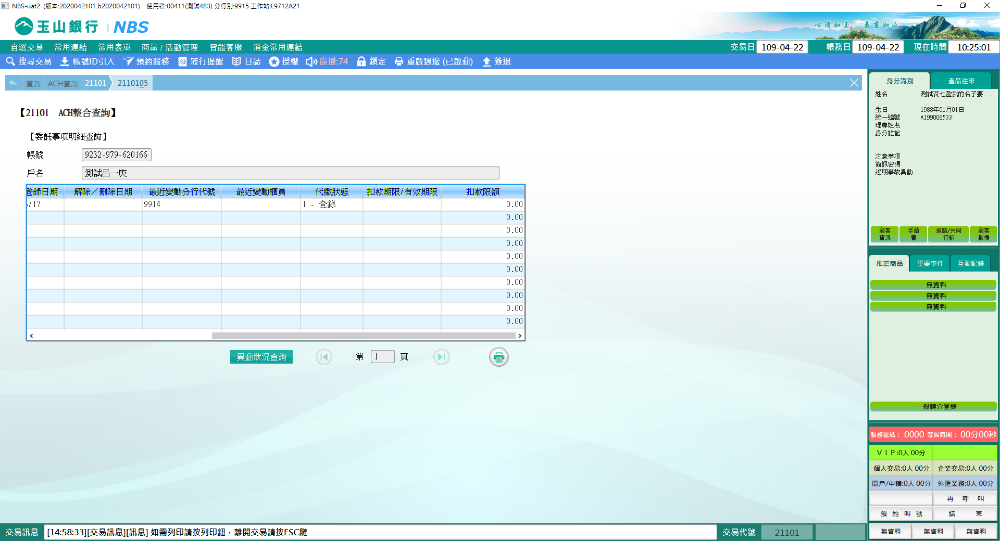 NBS-uat2 (版本:2020042101.b2020042101) 使用者:00411(測試483) 分行別:9915 工作站:L9712A21
玉山銀行 | NBS
心清如玉 義重如山
自選交易 常用連結 常用表單 商品 / 活動管理 智能客服 消金常用連結 交易日 109-04-22 帳務日 109-04-22 現在時間 10:25:01
搜尋交易 帳號ID引入 預約服務 蒞行提醒 日誌 授權 廣播:74 鎖定 重啟週邊 (已啟動) 簽退
查詢 ACH查詢 21101 2110105
【21101 ACH整合查詢】
【委託事項明細查詢】
帳號 9232-979-620166
戶名 測試呂一庚
登錄日期 解除／刪除日期 最近變動分行代號 最近變動櫃員 代繳狀態 扣款期限/有效期限 扣款限額
/17 9914 1 - 登錄 0.00
0.00
0.00
0.00
0.00
0.00
0.00
0.00
0.00
0.00
異動狀況查詢 第 1 頁
身分識別 產品往來
姓名 測試黃七盈我的名子要...
生日 1988年01月01日
統一編號 A199006533
理專姓名
身分註記
注意事項
簡訊密碼
近期事故異動
顧客資訊 手續費 通路/共同行銷 顧客影像
推薦商品 重要事件 互動記錄
無資料
無資料
無資料
一般轉介登錄
服務號碼： 0000 等候時間： 00分00秒
ＶＩＰ:0人 00分
個人交易:0人 00分 企業交易:0人 00分
開戶/申請:0人 00分 外匯業務:0人 00分
再 呼 叫
預 約 叫 號 結 束
無資料 無資料 無資料
交易訊息 [14:58:33][交易訊息][訊息] 如需列印請按列印鈕，離開交易請按ESC鍵 交易代號 21101